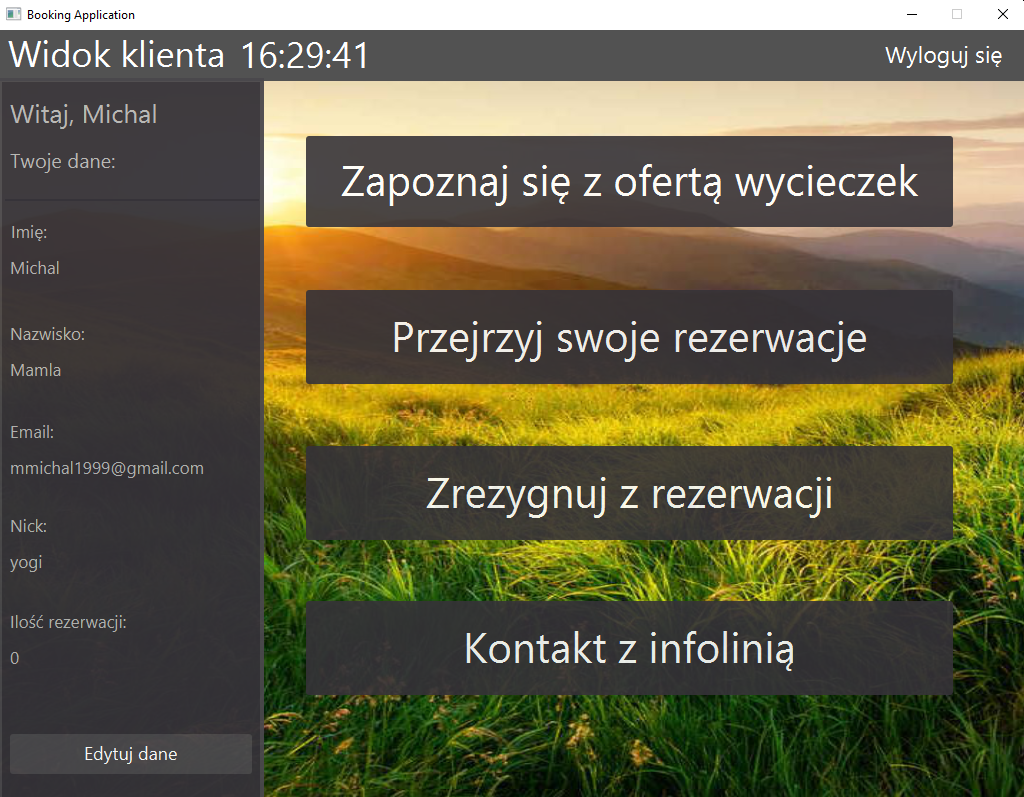 Booking Application
Widok klienta 16:29:41
Wyloguj się
Witaj, Michal
Twoje dane:
Imię:
Michal
Nazwisko:
Mamla
Email:
mmichal1999@gmail.com
Nick:
yogi
Ilość rezerwacji:
0
Edytuj dane
Zapoznaj się z ofertą wycieczek
Przejrzyj swoje rezerwacje
Zrezygnuj z rezerwacji
Kontakt z infolinią